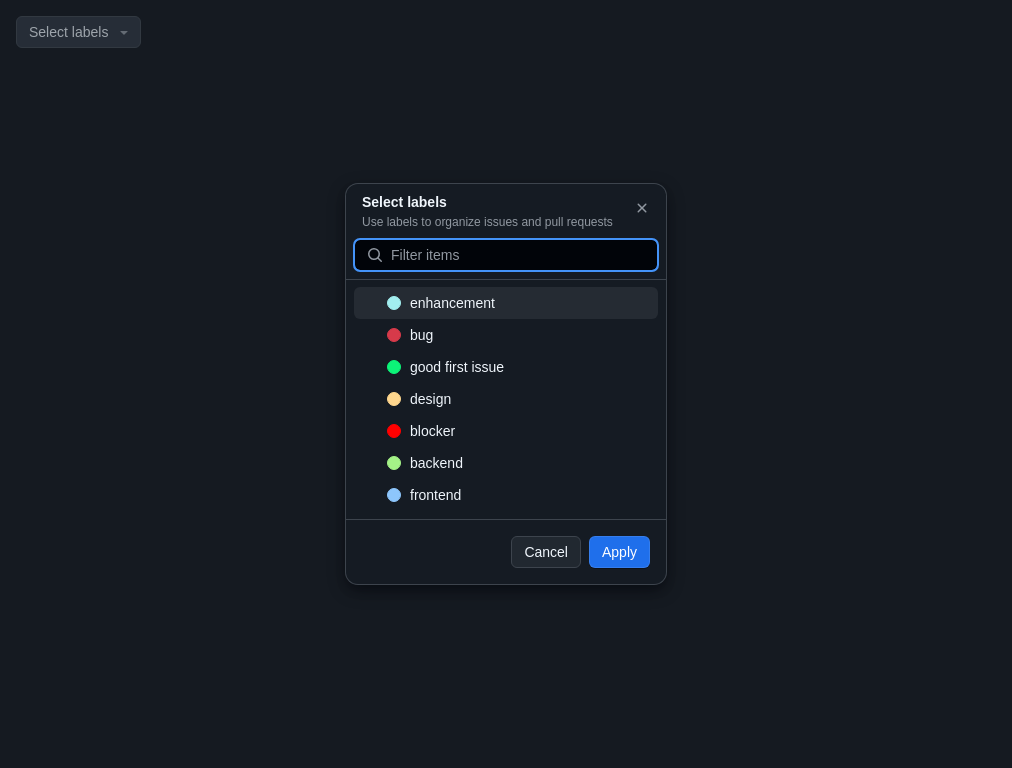 Select labels
Select labels
Use labels to organize issues and pull requests
Filter items
enhancement
bug
good first issue
design
blocker
backend
frontend
Cancel
Apply